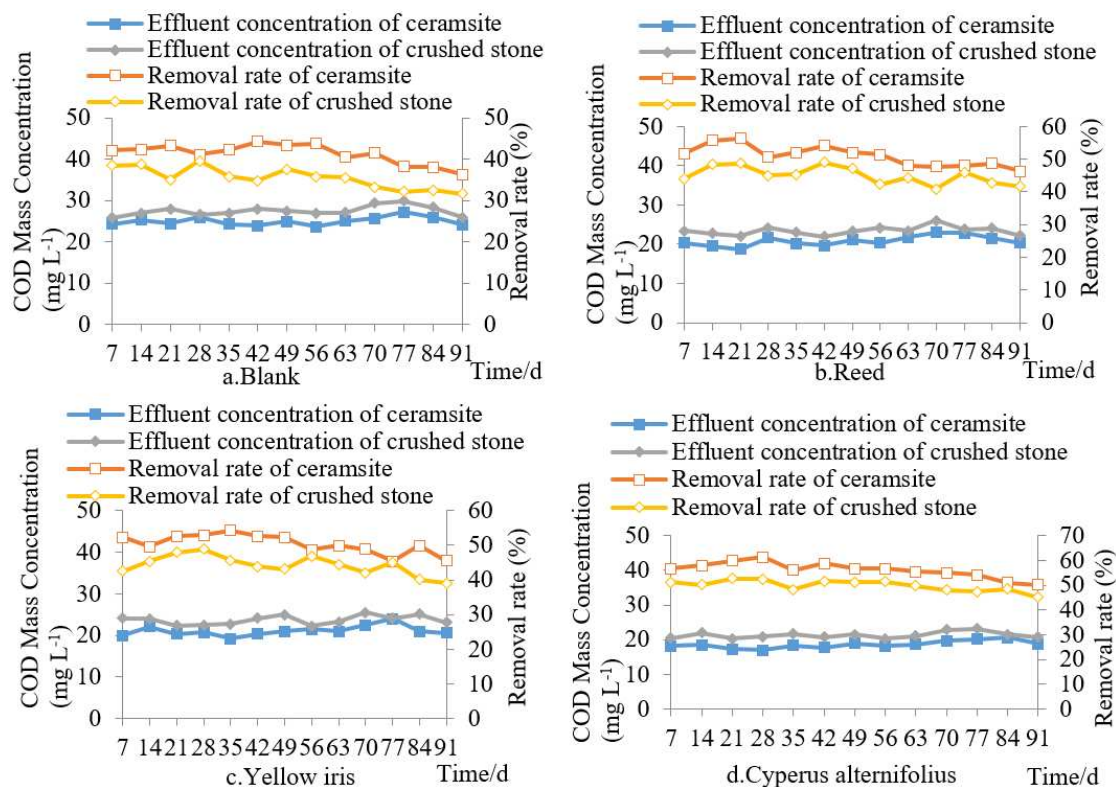 Effluent concentration of ceramsite
Effluent concentration of crushed stone
Removal rate of ceramsite
Removal rate of crushed stone
COD Mass Concentration
(mg L-1)
50
40
30
20
10
0
50
40
30
20
10
0
Removal rate (%)
7 14 21 28 35 42 49 56 63 70 77 84 91
Time/d
a.Blank
Effluent concentration of ceramsite
Effluent concentration of crushed stone
Removal rate of ceramsite
Removal rate of crushed stone
COD Mass Concentration
(mg L-1)
50
40
30
20
10
0
60
50
40
30
20
10
0
Removal rate (%)
7 14 21 28 35 42 49 56 63 70 77 84 91
Time/d
b.Reed
Effluent concentration of ceramsite
Effluent concentration of crushed stone
Removal rate of ceramsite
Removal rate of crushed stone
COD Mass Concentration
(mg L-1)
50
40
30
20
10
0
60
50
40
30
20
10
0
Removal rate (%)
7 14 21 28 35 42 49 56 63 70 77 84 91
Time/d
c.Yellow iris
Effluent concentration of ceramsite
Effluent concentration of crushed stone
Removal rate of ceramsite
Removal rate of crushed stone
COD Mass Concentration
(mg L-1)
50
40
30
20
10
0
70
60
50
40
30
20
10
0
Removal rate (%)
7 14 21 28 35 42 49 56 63 70 77 84 91
Time/d
d.Cyperus alternifolius